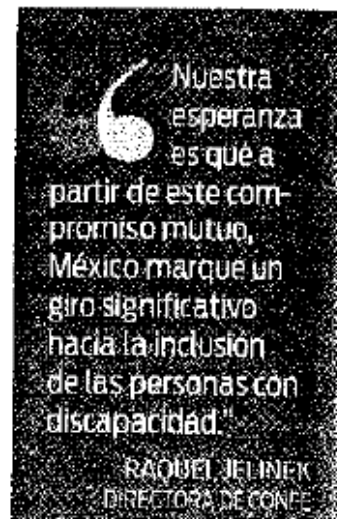 Nuestra
esperanza
es qué a
partir de este com-
promiso mutuo,
México marque un
giro significativo
hacia la inclusión
de las personas con
discapacidad."
RAQUEL JELINEK
DIRECTORA DE CONFE